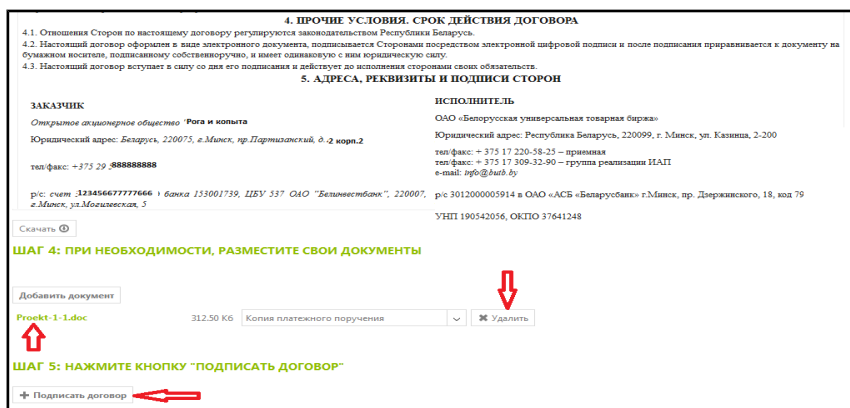 4. ПРОЧИЕ УСЛОВИЯ. СРОК ДЕЙСТВИЯ ДОГОВОРА
4.1. Отношения Сторон по настоящему договору регулируются законодательством Республики Беларусь.
4.2. Настоящий договор оформлен в виде электронного документа, подписывается Сторонами посредством электронной цифровой подписи и после подписания приравнивается к документу на
бумажном носителе, подписанному собственноручно, и имеет одинаковую с ним юридическую силу.
4.3. Настоящий договор вступает в силу со дня его подписания и действует до исполнения сторонами своих обязательств.
5. АДРЕСА, РЕКВИЗИТЫ И ПОДПИСИ СТОРОН
ЗАКАЗЧИК
Открытое акционерное общество "Рога и копыта
Юридический адрес: Беларусь, 220075, г.Минск, пр.Партизанский, д.-2 корп.2
тел/факс: +375 29 888888888
р/с: счет 123456677777666 банка 153001739, ЦБУ 537 ОАО "Белинвестбанк", 220007,
г.Минск, ул.Могилевская, 5
ИСПОЛНИТЕЛЬ
ОАО «Белорусская универсальная товарная биржа»
Юридический адрес: Республика Беларусь, 220099, г. Минск, ул. Казинца, 2-200
тел/факс: + 375 17 220-58-25 – приемная
тел/факс: + 375 17 309-32-90 – группа реализации ИАП
e-mail: info@butb.by
р/с 3012000005914 в ОАО «АСБ «Беларусбанк» г.Минск, пр. Дзержинского, 18, код 79
УНП 190542056, ОКПО 37641248
Скачать
ШАГ 4: ПРИ НЕОБХОДИМОСТИ, РАЗМЕСТИТЕ СВОИ ДОКУМЕНТЫ
Добавить документ
Proekt-1-1.doc 312.50 Кб Копия платежного поручения ✖ Удалить
ШАГ 5: НАЖМИТЕ КНОПКУ "ПОДПИСАТЬ ДОГОВОР"
+ Подписать договор